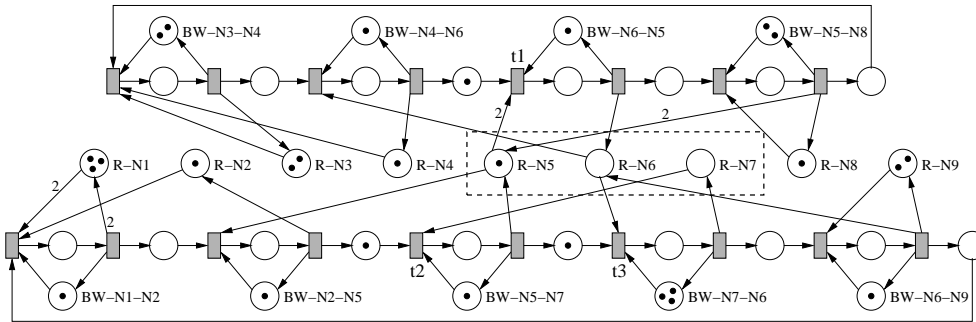 BW–N3–N4
BW–N4–N6
BW–N6–N5
BW–N5–N8
t1
2
2
R–N1
R–N2
R–N3
R–N4
R–N5
R–N6
R–N7
R–N8
R–N9
2
2
t2
t3
BW–N1–N2
BW–N2–N5
BW–N5–N7
BW–N7–N6
BW–N6–N9